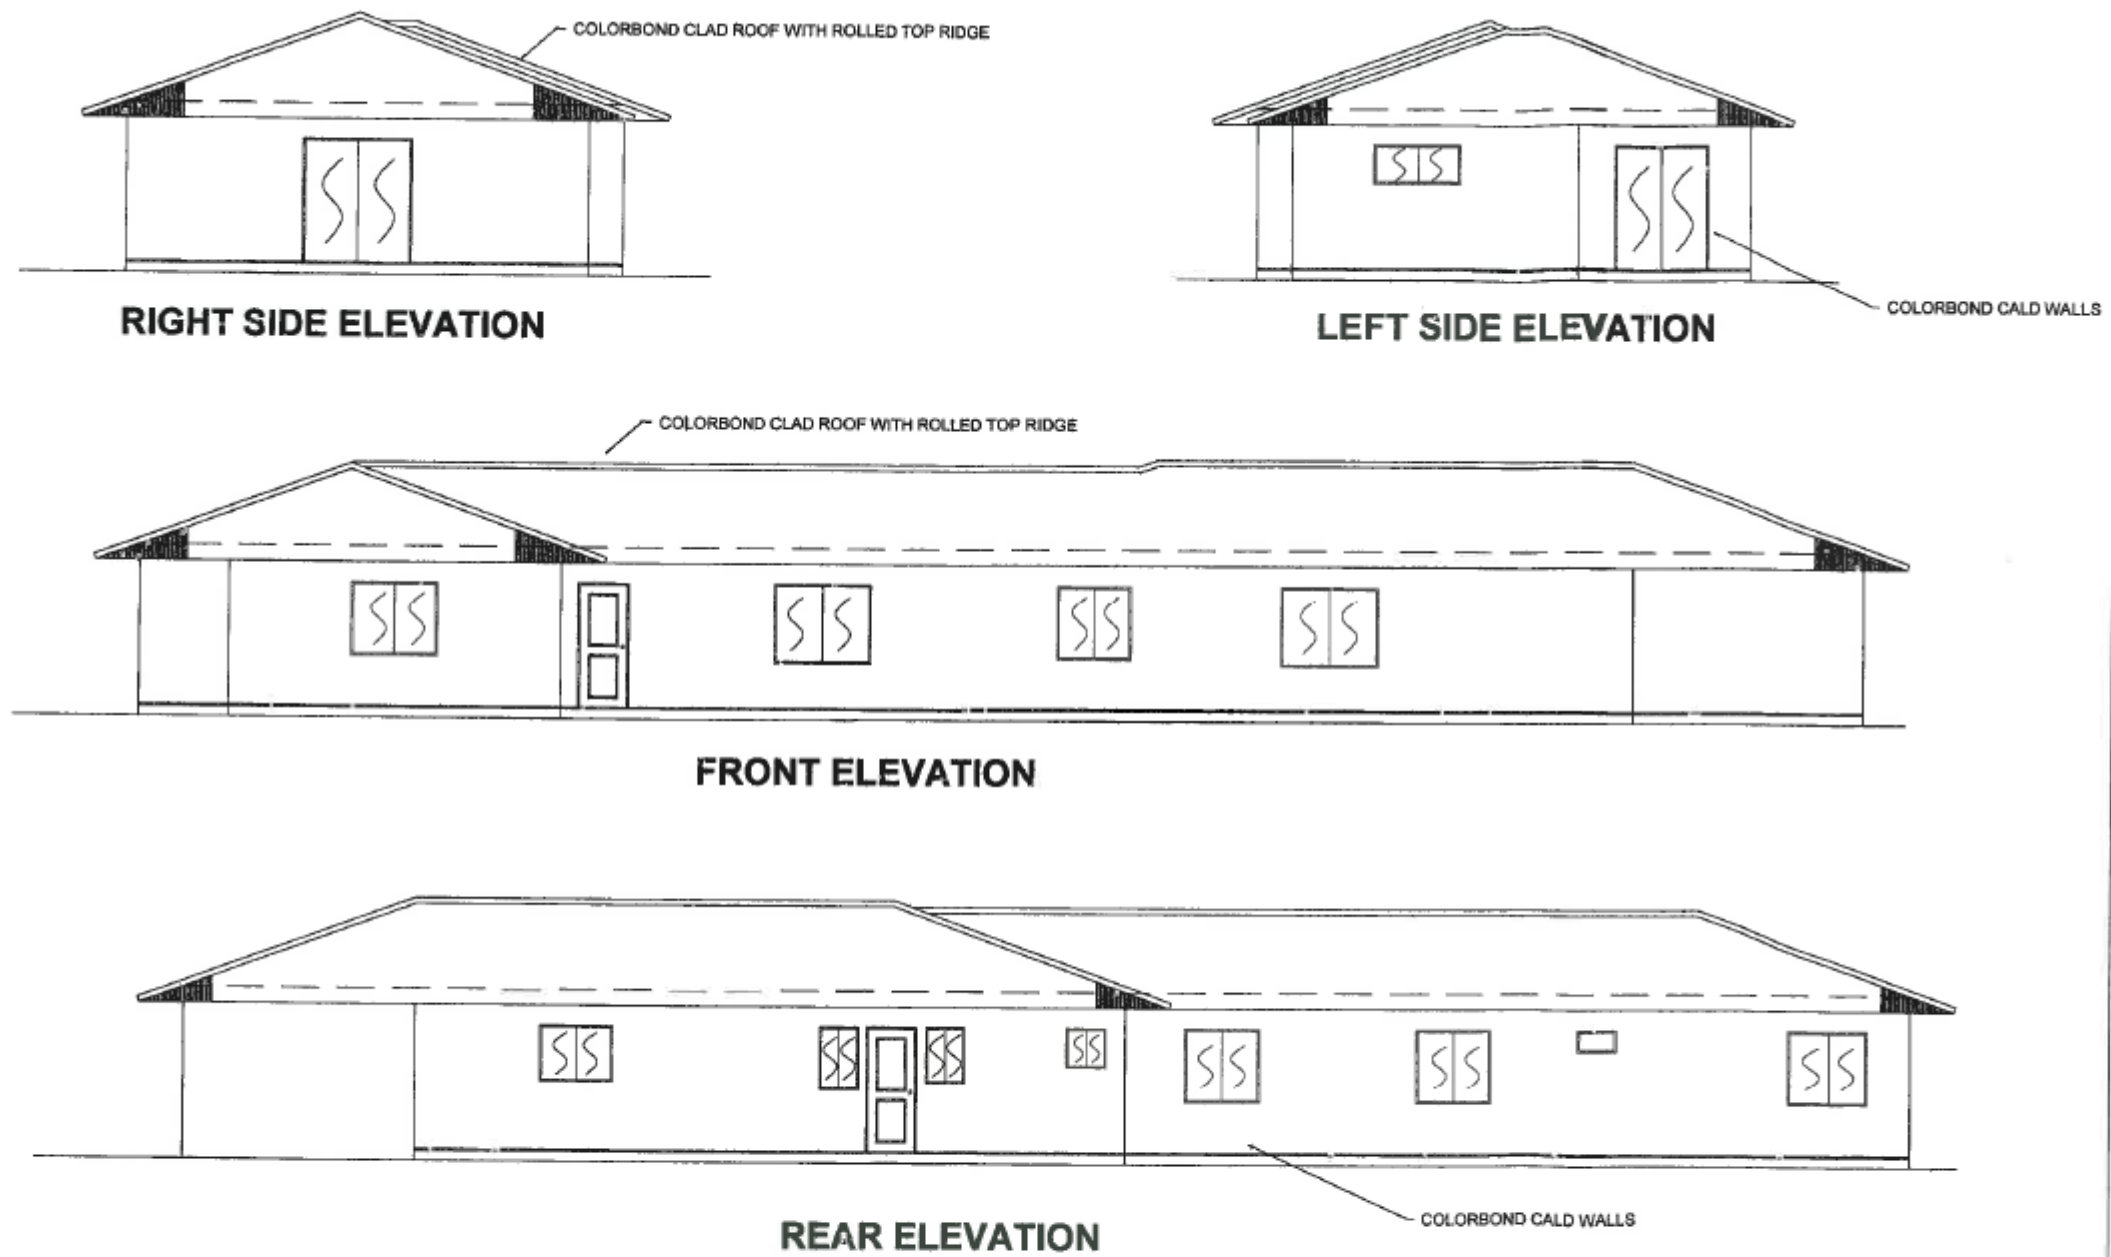 COLORBOND CLAD ROOF WITH ROLLED TOP RIDGE
RIGHT SIDE ELEVATION
COLORBOND CALD WALLS
LEFT SIDE ELEVATION
COLORBOND CLAD ROOF WITH ROLLED TOP RIDGE
FRONT ELEVATION
COLORBOND CALD WALLS
REAR ELEVATION